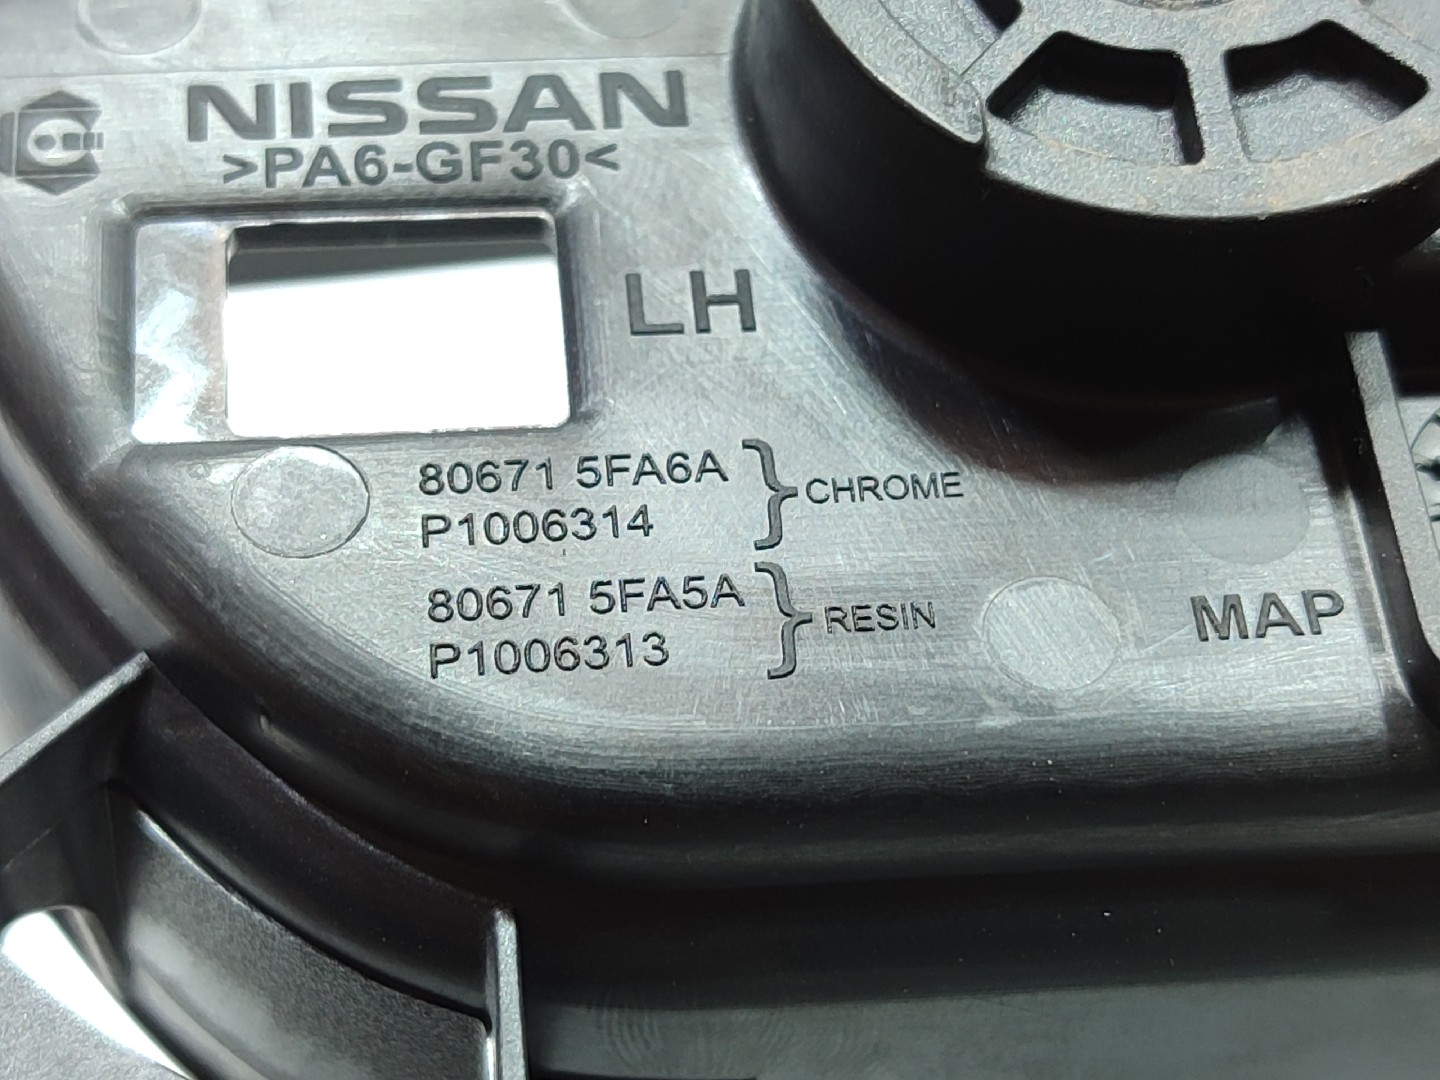 NISSAN
>PA6-GF30<
LH
80671 5FA6A
P1006314
CHROME
80671 5FA5A
P1006313
RESIN
MAP